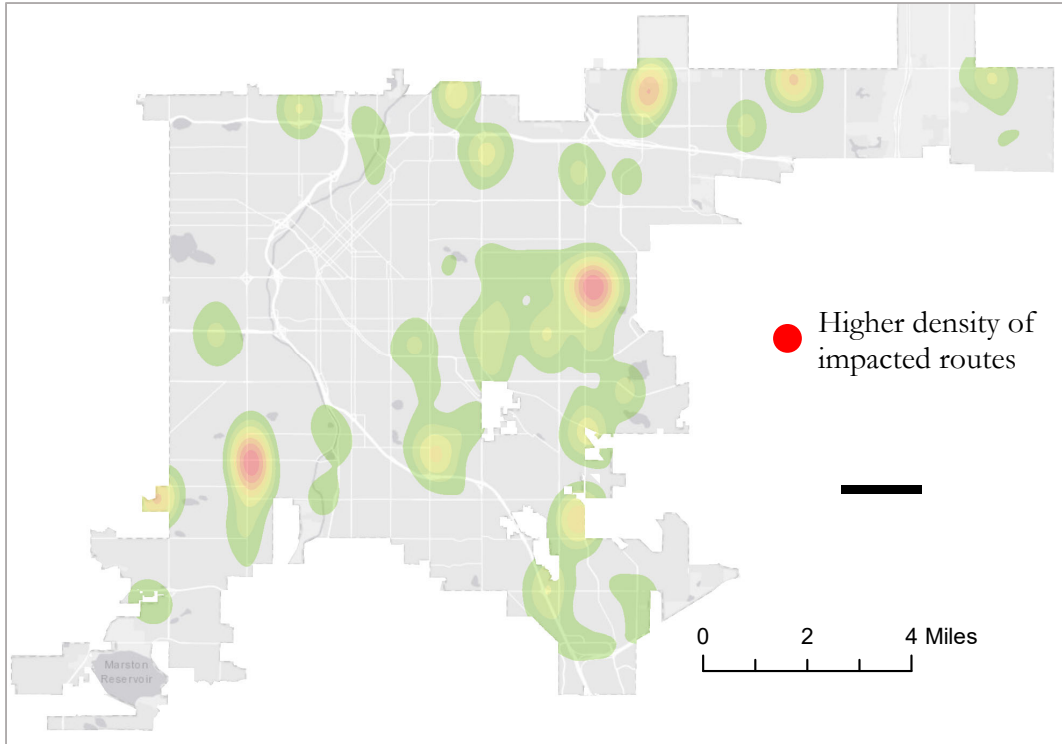 Higher density of
impacted routes
0 2 4 Miles
Marston
Reservoir